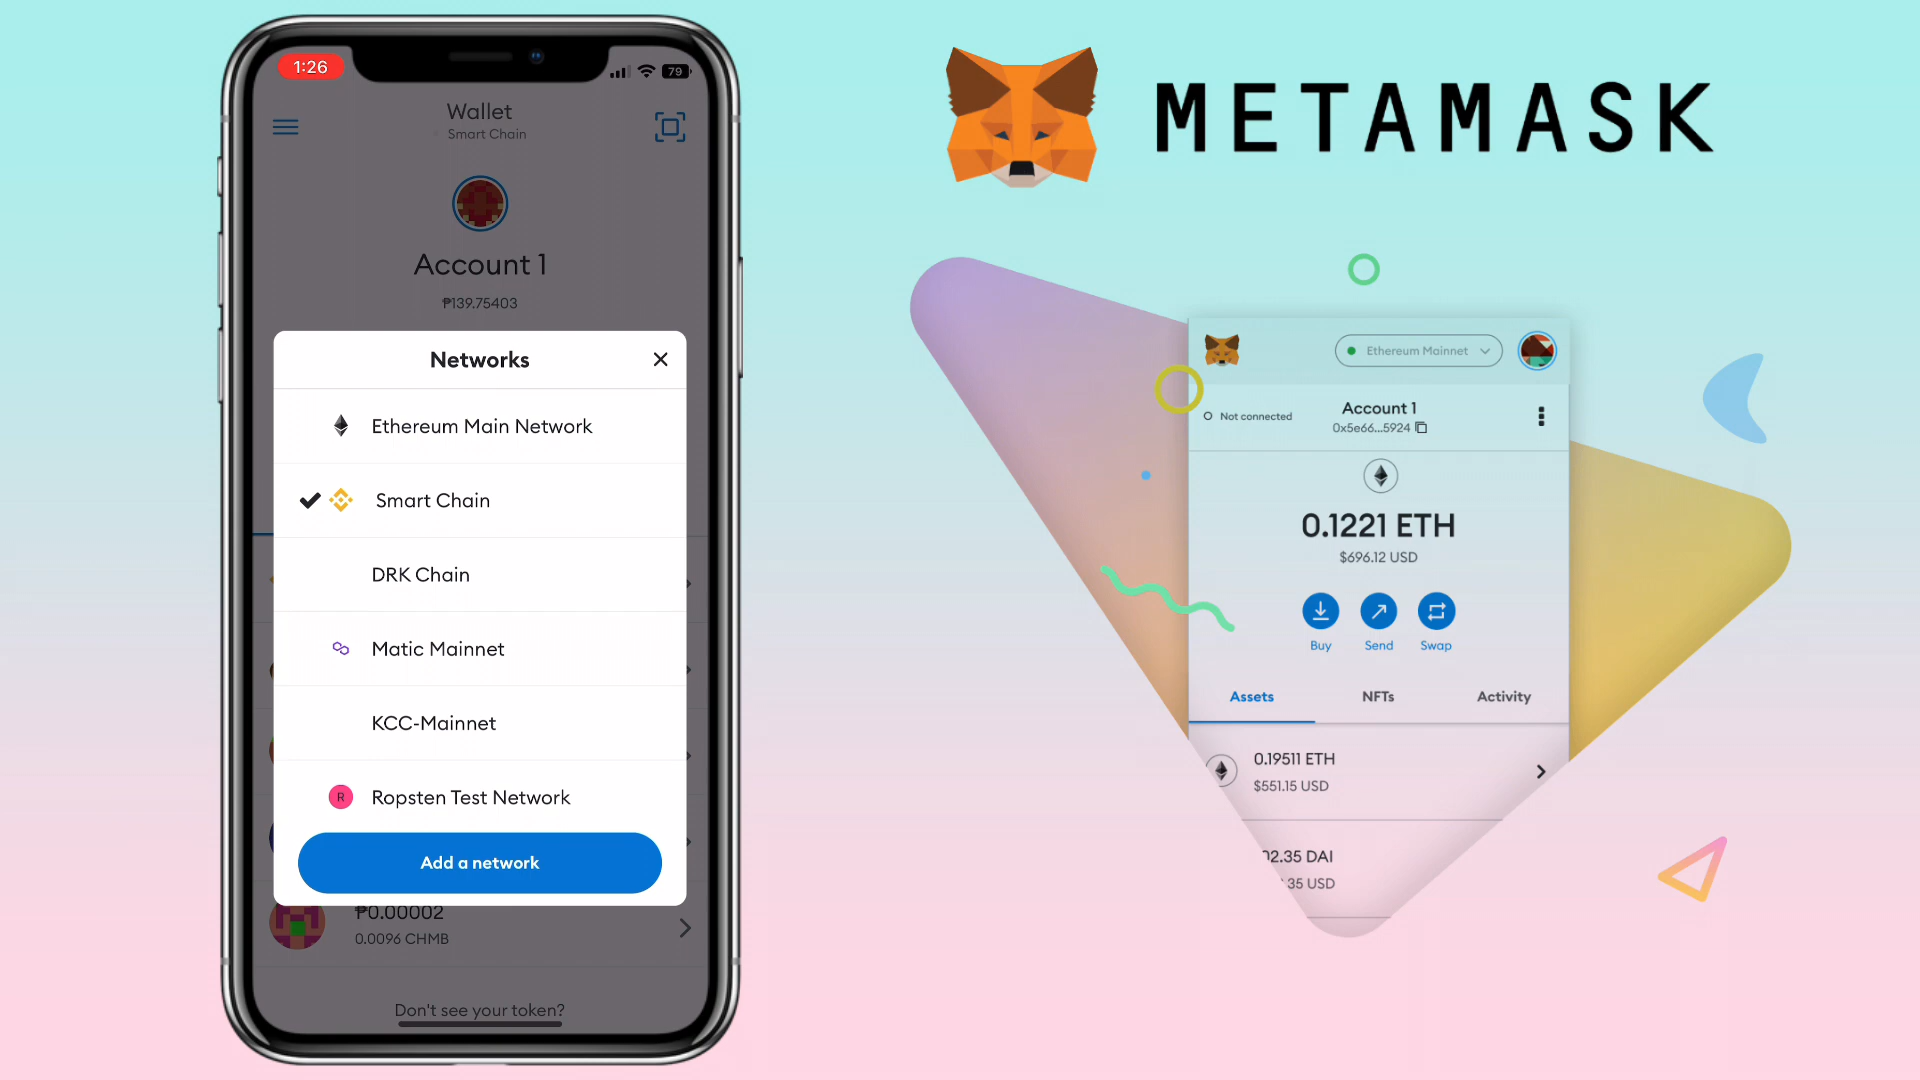 1:26
79
Wallet
Smart Chain
Account 1
₱139.75403
Networks
Ethereum Main Network
Smart Chain
DRK Chain
Matic Mainnet
KCC-Mainnet
R
Ropsten Test Network
Add a network
₱0.00002
0.0096 CHMB
Don't see your token?
METAMASK
Ethereum Mainnet
Not connected
Account 1
0x5e66...5924
0.1221 ETH
$696.12 USD
Buy
Send
Swap
Assets
NFTs
Activity
0.19511 ETH
$551.15 USD
02.35 DAI
.35 USD